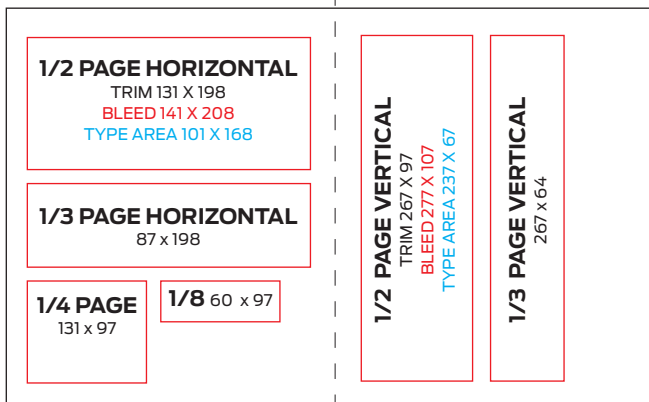 1/2 PAGE HORIZONTAL
TRIM 131 X 198
BLEED 141 X 208
TYPE AREA 101 X 168
1/3 PAGE HORIZONTAL
87 x 198
1/4 PAGE
131 x 97
1/8 60 x 97
1/2 PAGE VERTICAL
TRIM 267 X 97
BLEED 277 X 107
TYPE AREA 237 X 67
1/3 PAGE VERTICAL
267 x 64